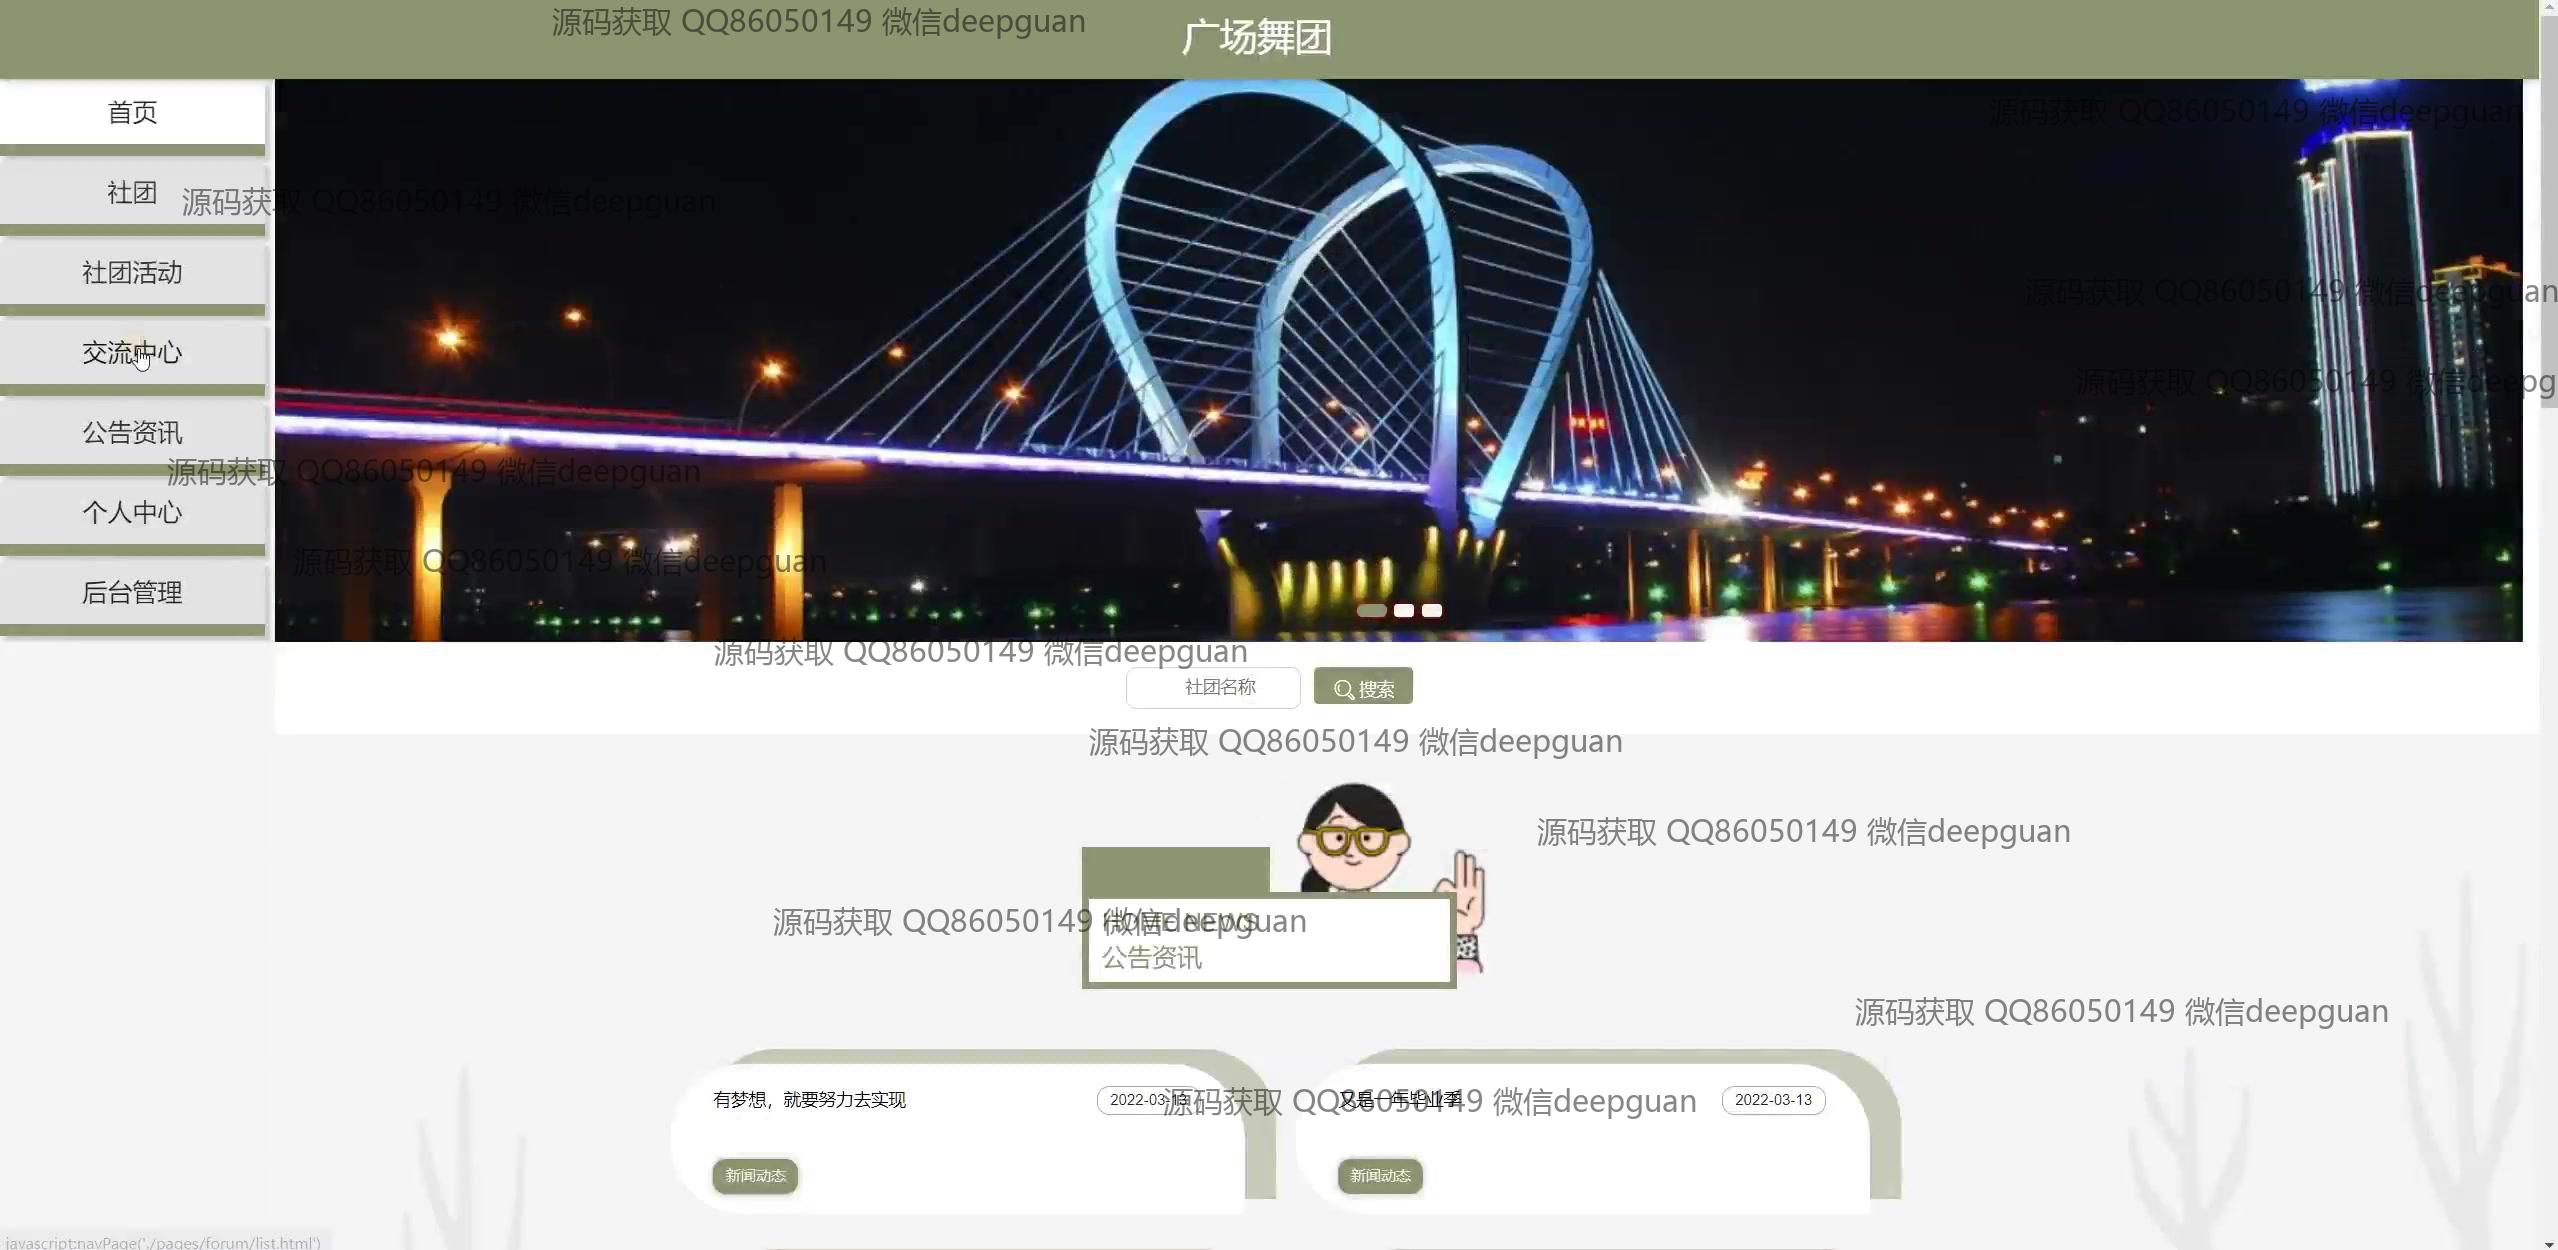 源码获取 QQ86050149 微信deepguan
广场舞团
首页
源码获取 QQ86050149 微信deepguan
社团
源码获取 QQ86050149 微信deepguan
社团活动
源码获取 QQ86050149 微信deepguan
交流中心
源码获取 QQ86050149 微信deepg
公告资讯
源码获取 QQ86050149 微信deepguan
个人中心
源码获取 QQ86050149 微信deepguan
后台管理
源码获取 QQ86050149 微信deepguan
社团名称
搜索
源码获取 QQ86050149 微信deepguan
源码获取 QQ86050149 微信deepguan
源码获取 QQ86050149 微信deepguan
HOME NEWS
公告资讯
源码获取 QQ86050149 微信deepguan
有梦想，就要努力去实现
2022-03-13
源码获取 QQ86050149 微信deepguan
又是一年毕业季
2022-03-13
新闻动态
新闻动态
javascript:navPage('./pages/forum/list.html')